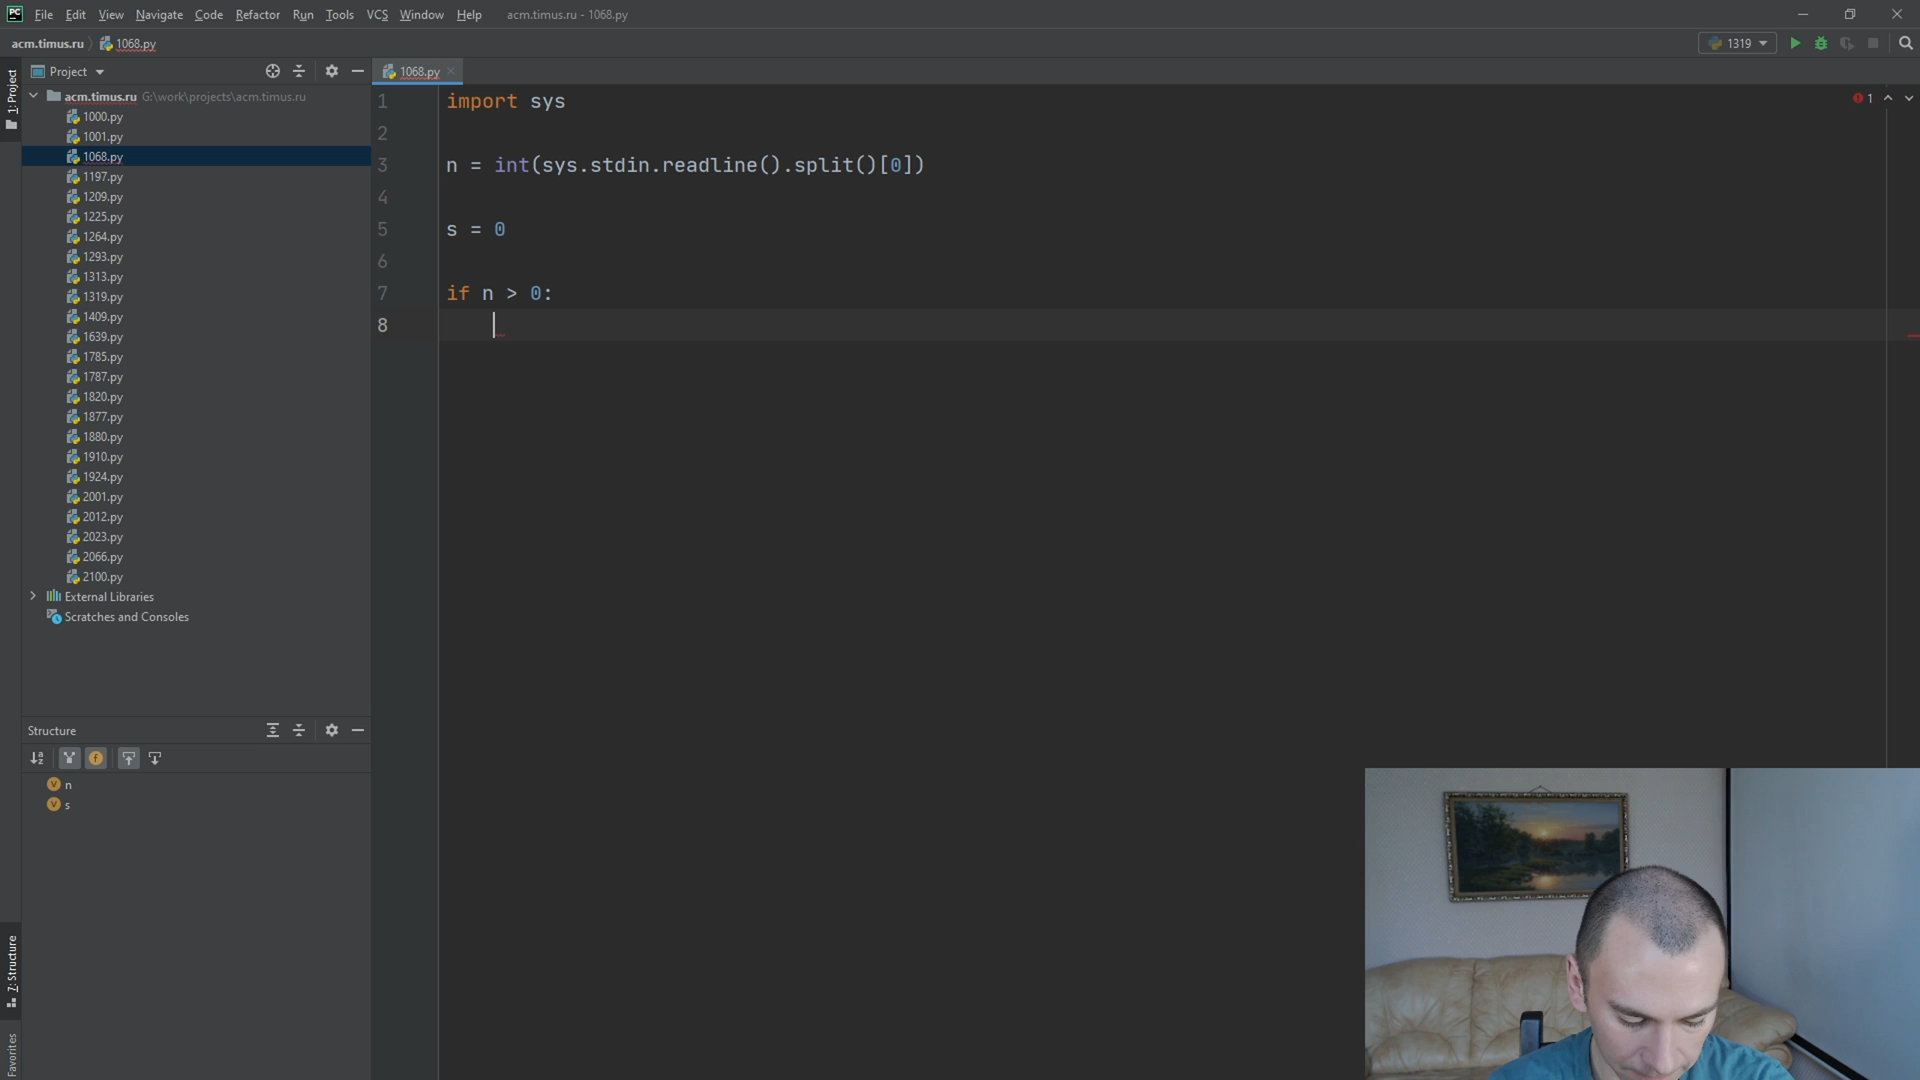 PC File Edit View Navigate Code Refactor Run Tools VCS Window Help acm.timus.ru - 1068.py
acm.timus.ru 1068.py 1319
1: Project
Project
1068.py
acm.timus.ru G:\work\projects\acm.timus.ru
1000.py
1001.py
1068.py
1197.py
1209.py
1225.py
1264.py
1293.py
1313.py
1319.py
1409.py
1639.py
1785.py
1787.py
1820.py
1877.py
1880.py
1910.py
1924.py
2001.py
2012.py
2023.py
2066.py
2100.py
External Libraries
Scratches and Consoles
1 import sys
2
3 n = int(sys.stdin.readline().split()[0])
4
5 s = 0
6
7 if n > 0:
8
1
Structure
f
V n
V s
7: Structure
Favorites